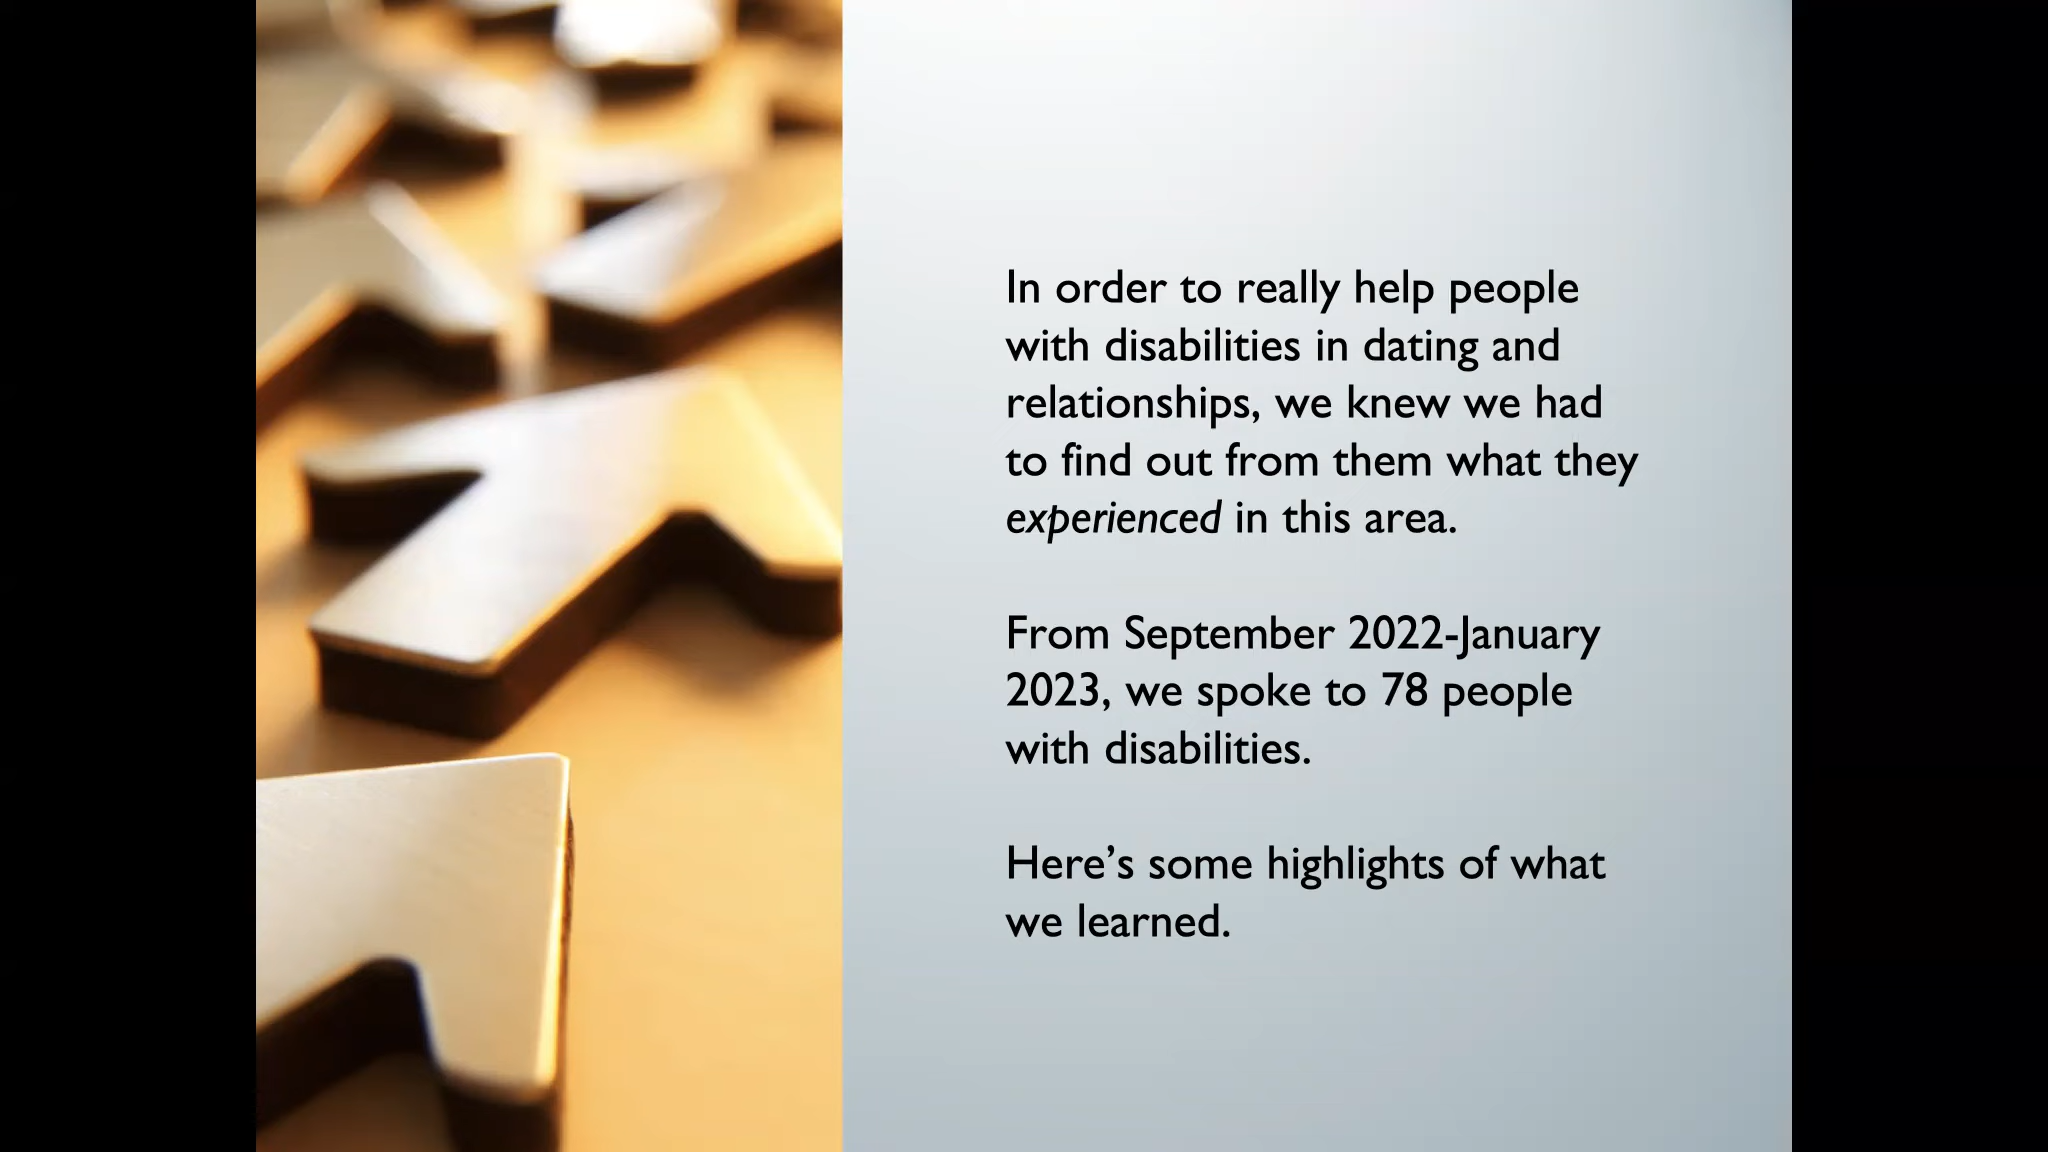 In order to really help people
with disabilities in dating and
relationships, we knew we had
to find out from them what they
experienced in this area.
From September 2022-January
2023, we spoke to 78 people
with disabilities.
Here’s some highlights of what
we learned.